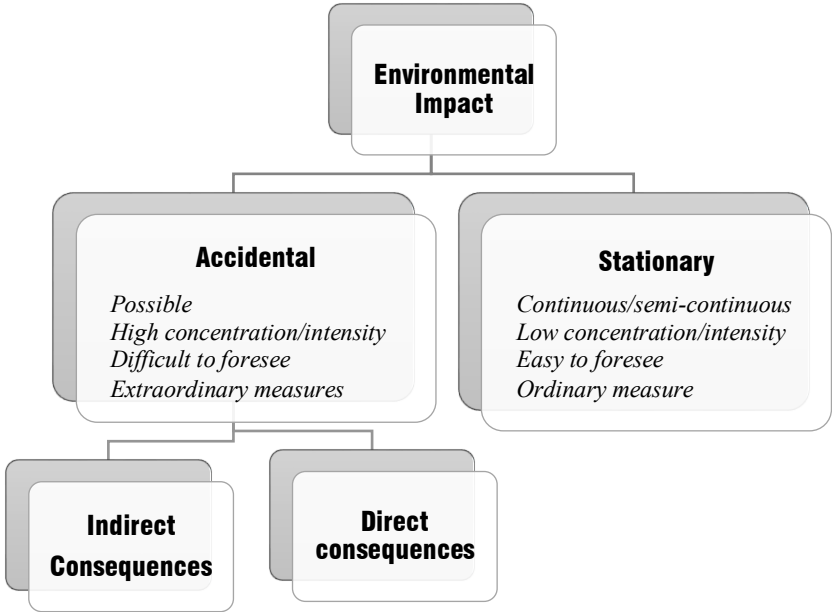 Environmental
Impact
Accidental
Possible
High concentration/intensity
Difficult to foresee
Extraordinary measures
Stationary
Continuous/semi-continuous
Low concentration/intensity
Easy to foresee
Ordinary measure
Indirect
Consequences
Direct
consequences